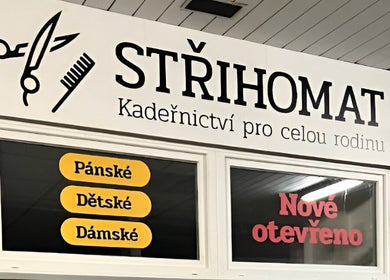 STŘIHOMAT
Kadeřnictví pro celou rodinu
Pánské
Dětské
Dámské
Nové
otevřeno